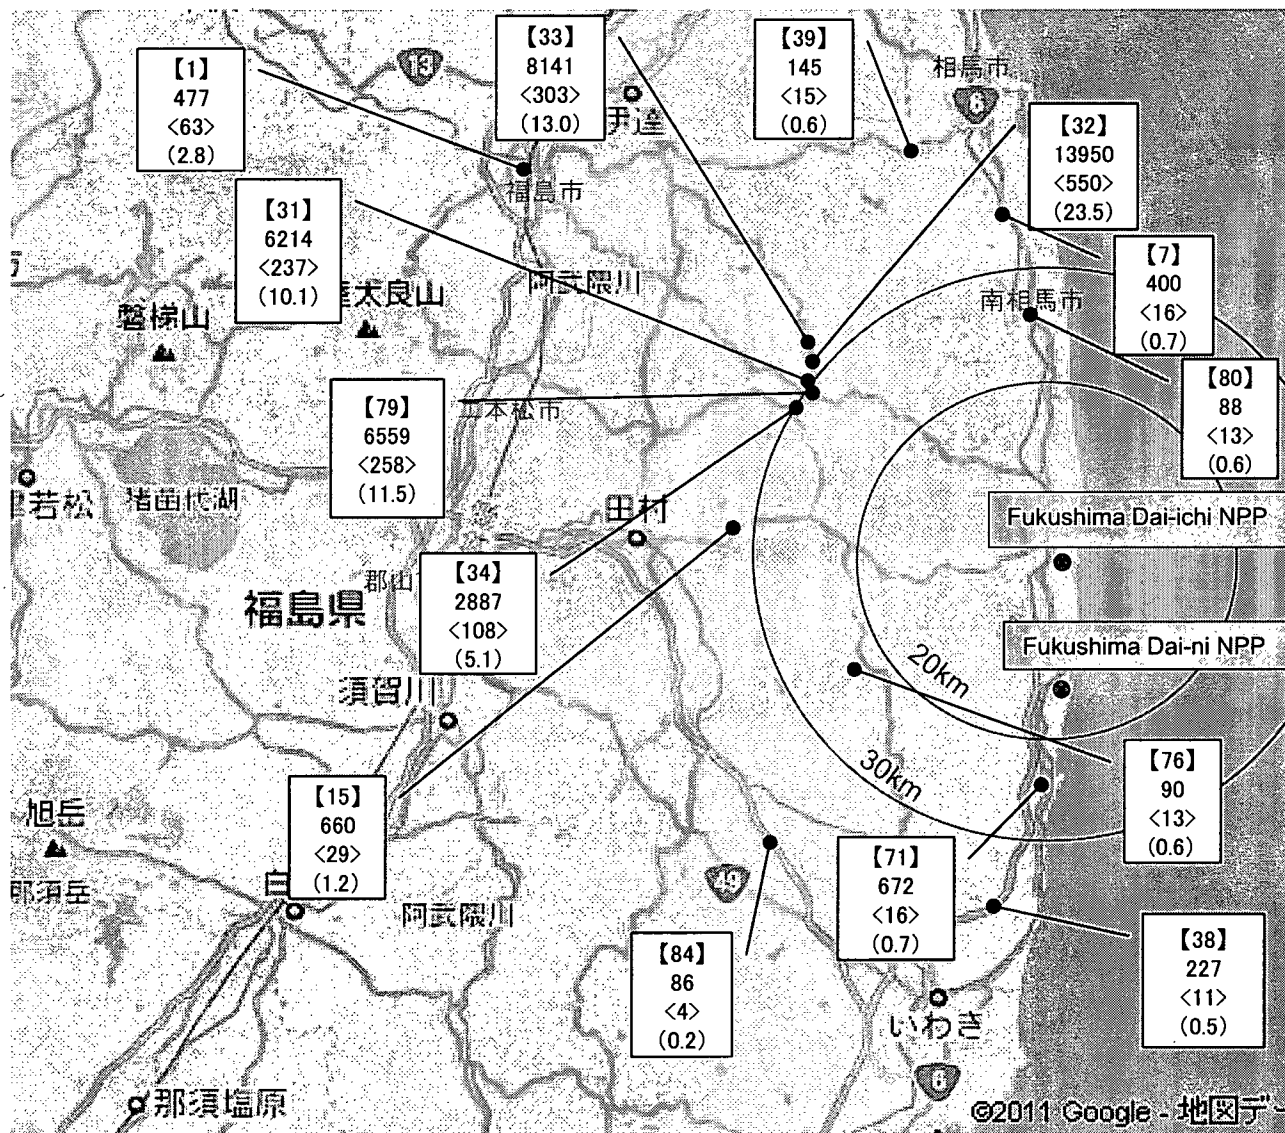 【1】
477
<63>
(2.8)
【33】
8141
<303>
(13.0)
【39】
145
<15>
(0.6)
相馬市
6
13
伊達
【32】
13950
<550>
(23.5)
福島市
【31】
6214
<237>
(10.1)
【7】
400
<16>
(0.7)
阿武隈川
太良山
磐梯山
南相馬市
【80】
88
<13>
(0.6)
【79】
6559
<258>
(11.5)
本松市
若松
猪苗代湖
田村
Fukushima Dai-ichi NPP
【34】
2887
<108>
(5.1)
郡山
福島県
Fukushima Dai-ni NPP
20km
須賀川
30km
【76】
90
<13>
(0.6)
【15】
660
<29>
(1.2)
旭岳
那須岳
白
阿武隈川
49
【71】
672
<16>
(0.7)
【84】
86
<4>
(0.2)
【38】
227
<11>
(0.5)
いわき
6
那須塩原
©2011 Google - 地図デ